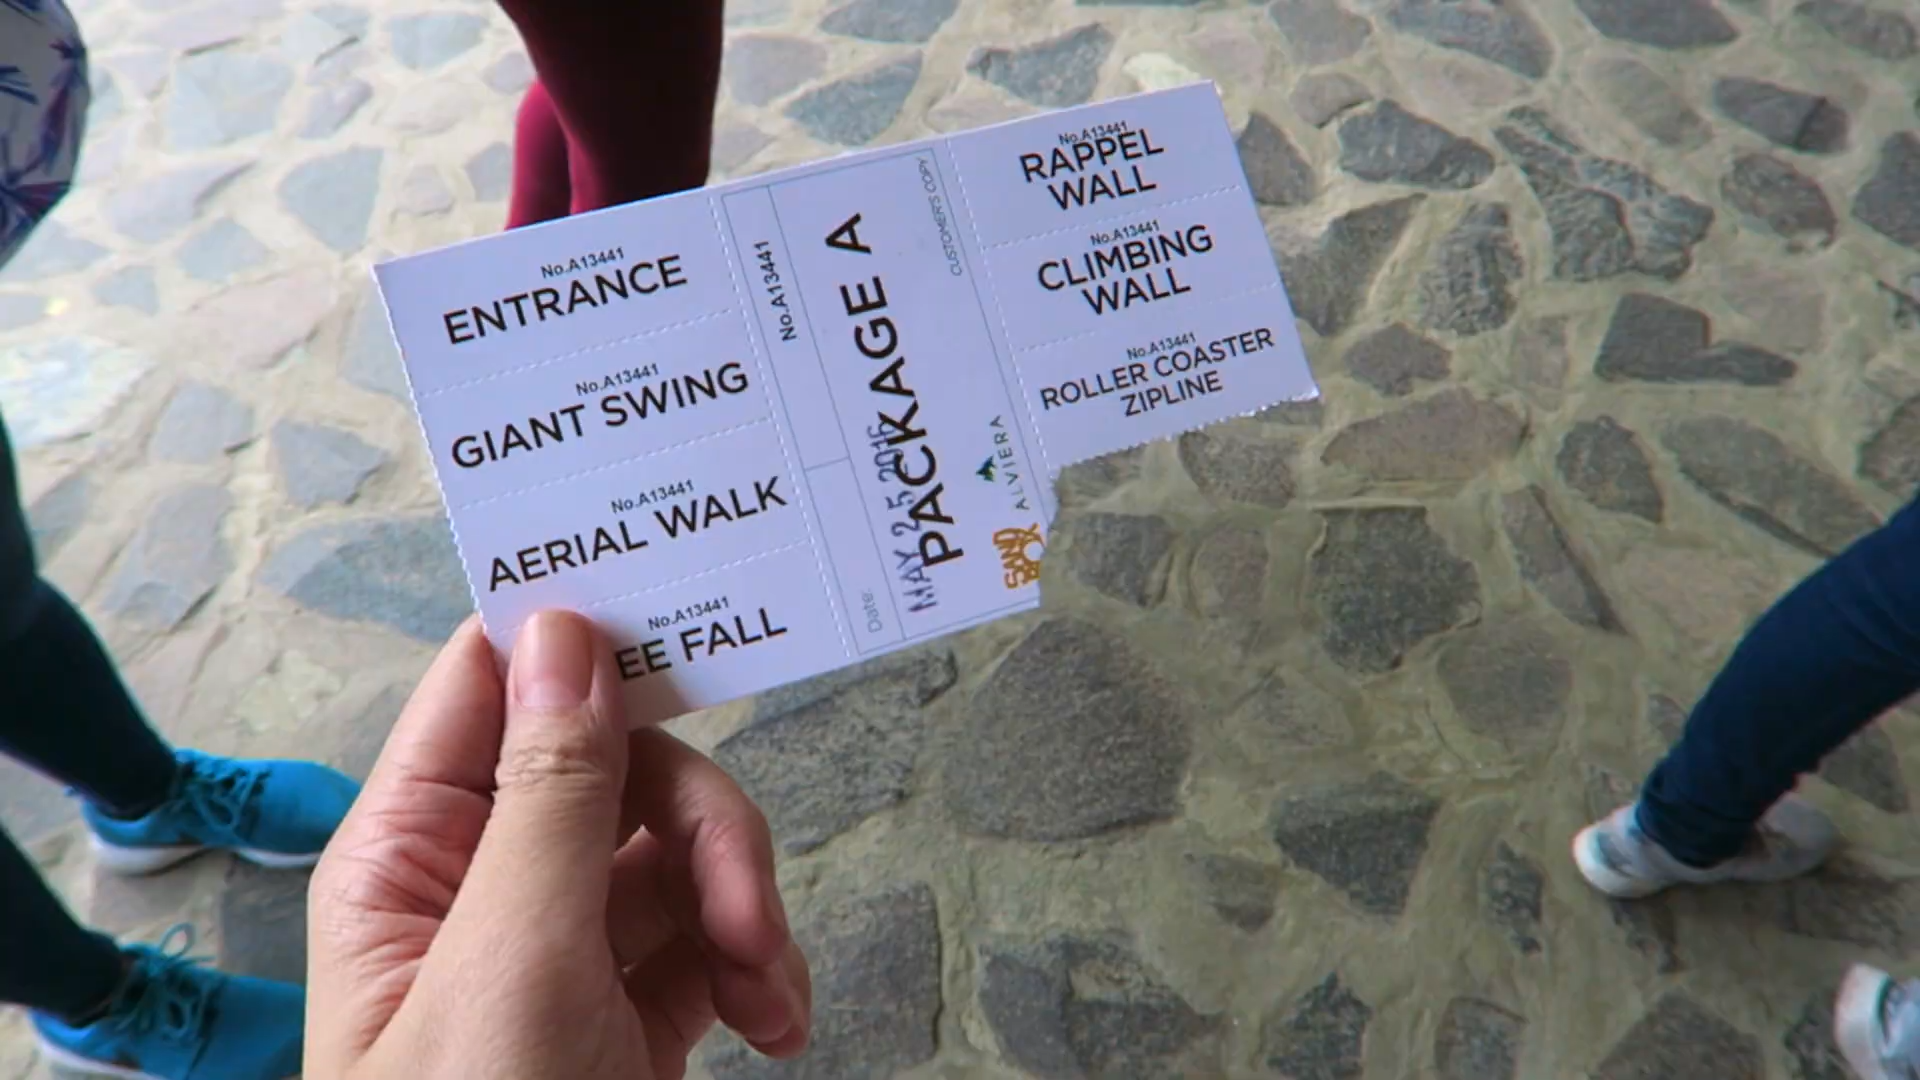 No.A13441
ENTRANCE
No.A13441
GIANT SWING
No.A13441
AERIAL WALK
No.A13441
EE FALL
No.A13441
Date:
MAY 25 2016
PACKAGE A
CUSTOMER'S COPY
ALVIERA
SAND
BOX
No.A13441
RAPPEL
WALL
No.A13441
CLIMBING
WALL
No.A13441
ROLLER COASTER
ZIPLINE